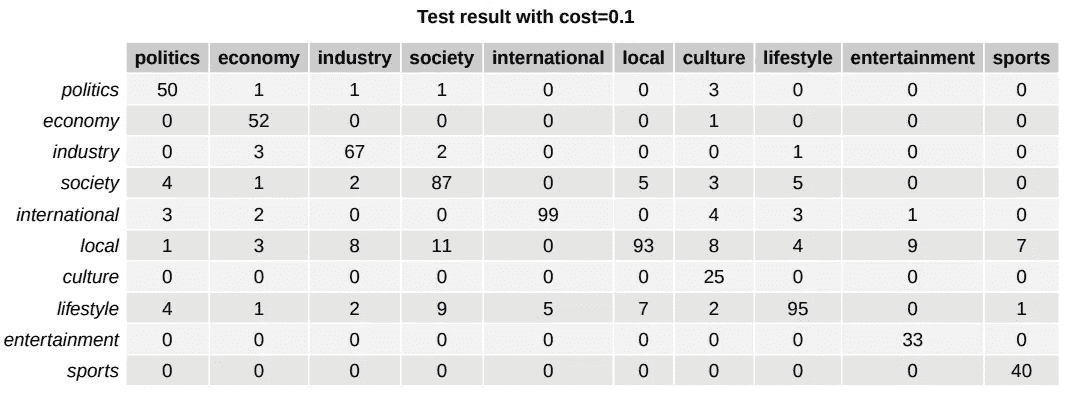 Test result with cost=0.1
politics economy industry society international local culture lifestyle entertainment sports
politics 50 1 1 1 0 0 3 0 0 0
economy 0 52 0 0 0 0 1 0 0 0
industry 0 3 67 2 0 0 0 1 0 0
society 4 1 2 87 0 5 3 5 0 0
international 3 2 0 0 99 0 4 3 1 0
local 1 3 8 11 0 93 8 4 9 7
culture 0 0 0 0 0 0 25 0 0 0
lifestyle 4 1 2 9 5 7 2 95 0 1
entertainment 0 0 0 0 0 0 0 0 33 0
sports 0 0 0 0 0 0 0 0 0 40